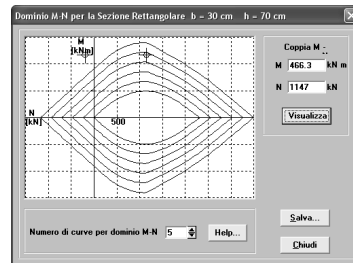 Dominio M-N per la Sezione Rettangolare b = 30 cm h = 70 cm
M
[kNm]
N
[kN]
500
Coppia M -
M 466.3 kN m
N 1147 kN
Visualizza
Numero di curve per dominio M-N 5
Help...
Salva...
Chiudi